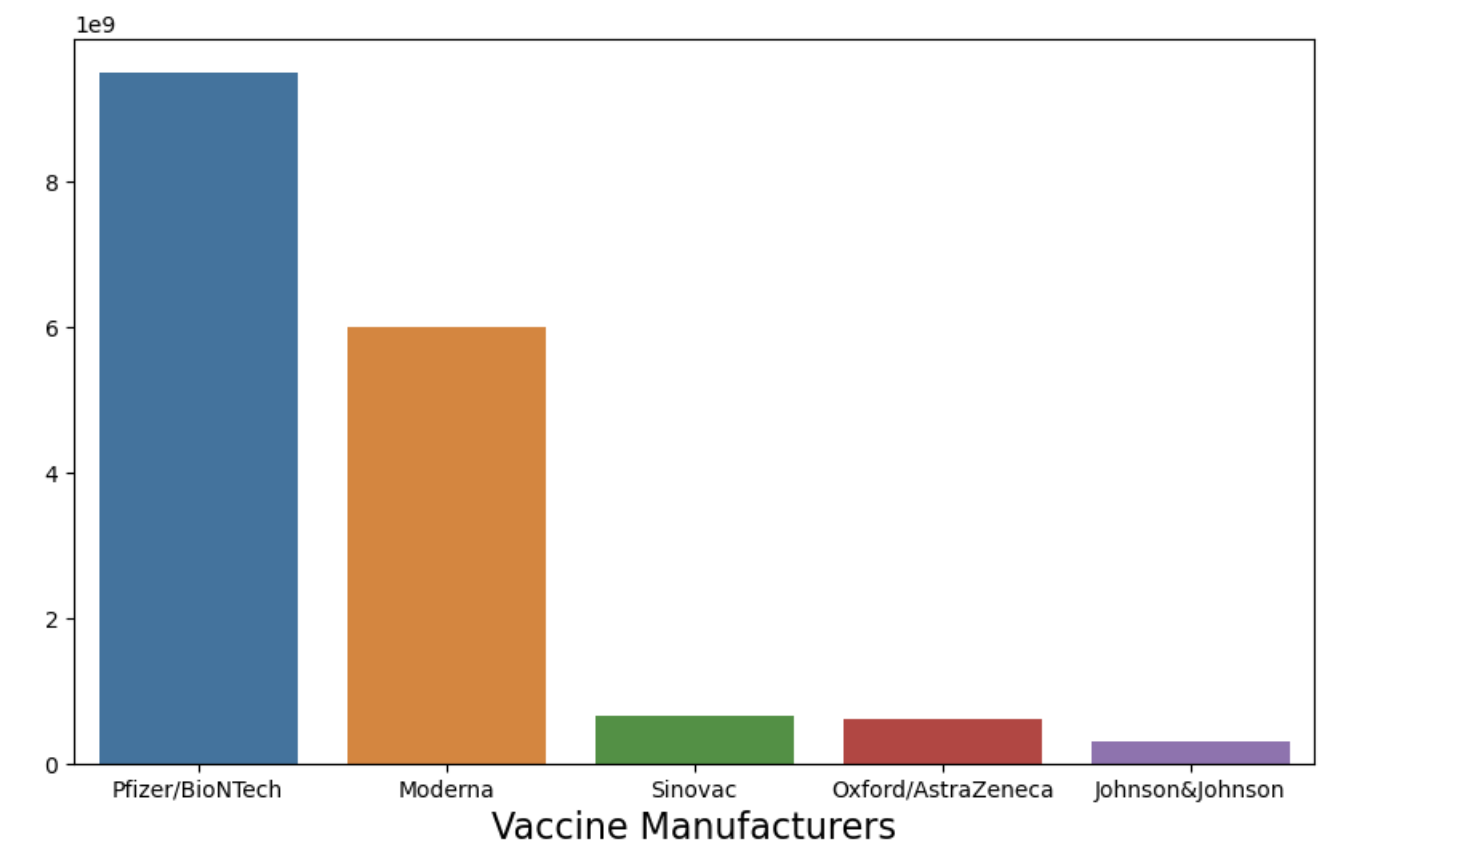 1e9
8
6
4
2
0
Pfizer/BioNTech Moderna Sinovac Oxford/AstraZeneca Johnson&Johnson
Vaccine Manufacturers